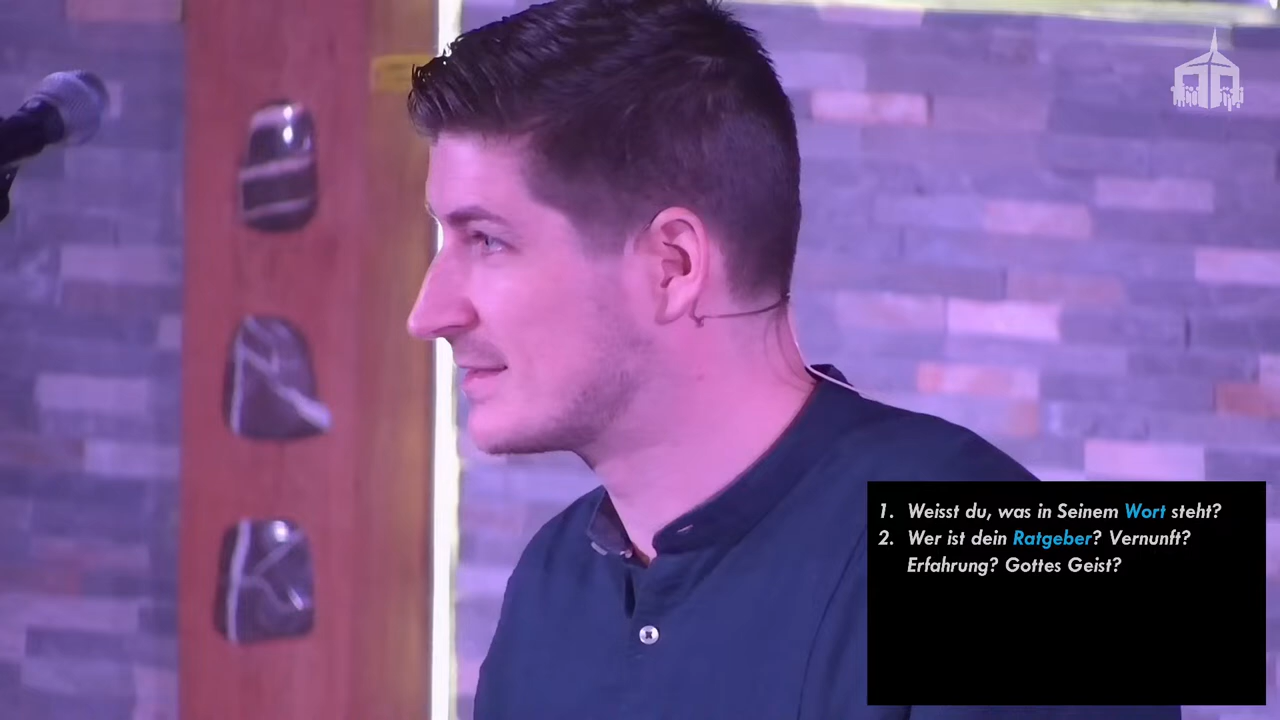 1. Weisst du, was in Seinem Wort steht?
2. Wer ist dein Ratgeber? Vernunft?
Erfahrung? Gottes Geist?